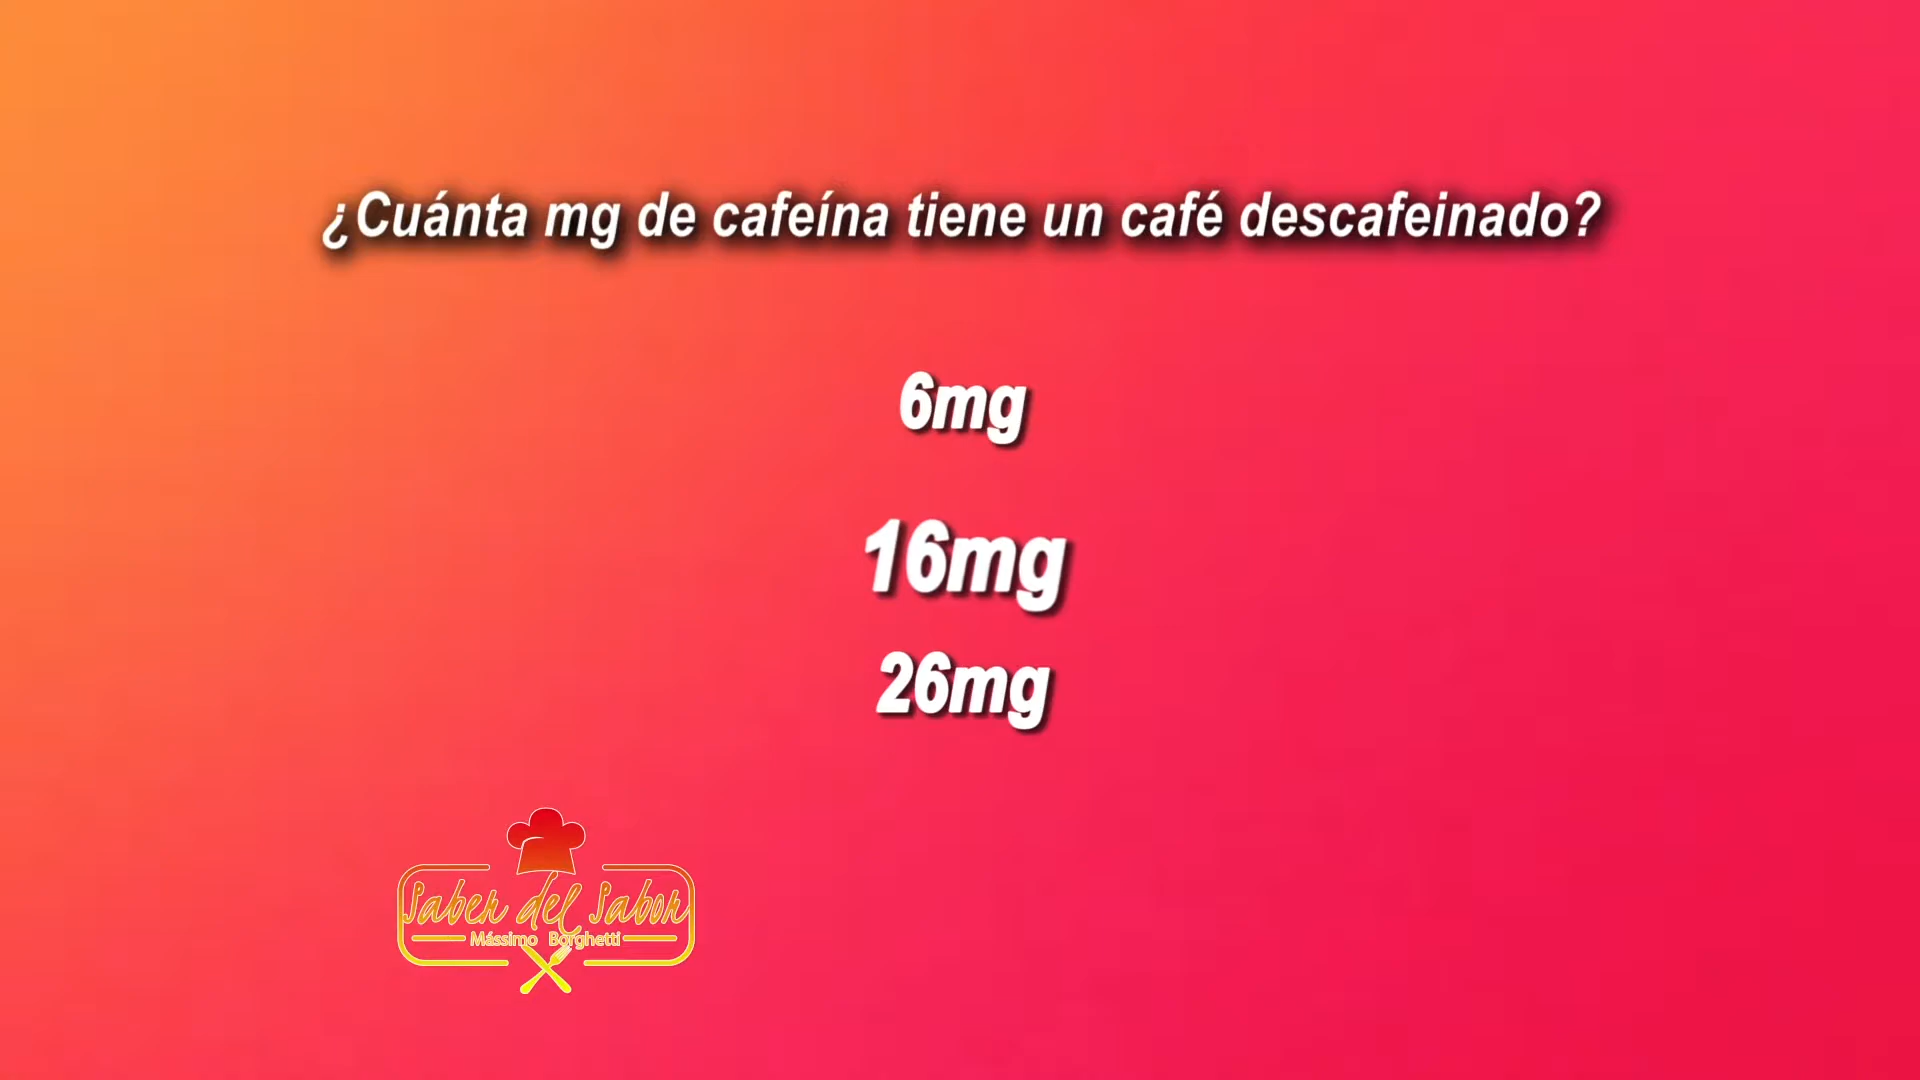 ¿Cuánta mg de cafeína tiene un café descafeinado?
6mg
16mg
26mg
Saber del Sabor
Mássimo Borghetti